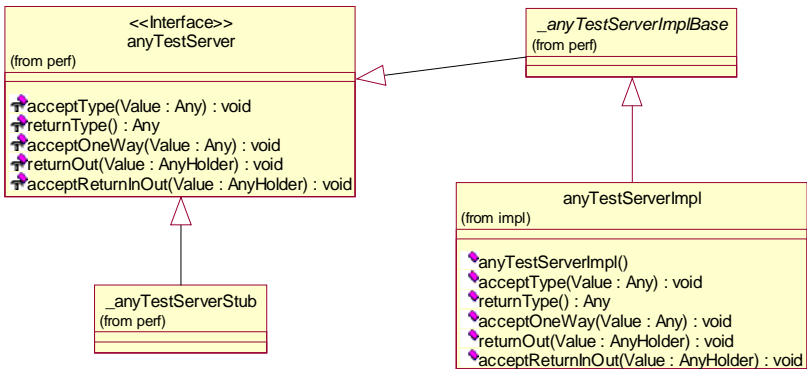 <<Interface>>
anyTestServer
(from perf)
acceptType(Value : Any) : void
returnType() : Any
acceptOneWay(Value : Any) : void
returnOut(Value : AnyHolder) : void
acceptReturnInOut(Value : AnyHolder) : void
_anyTestServerImplBase
(from perf)
_anyTestServerStub
(from perf)
anyTestServerImpl
(from impl)
anyTestServerImpl()
acceptType(Value : Any) : void
returnType() : Any
acceptOneWay(Value : Any) : void
returnOut(Value : AnyHolder) : void
acceptReturnInOut(Value : AnyHolder) : void